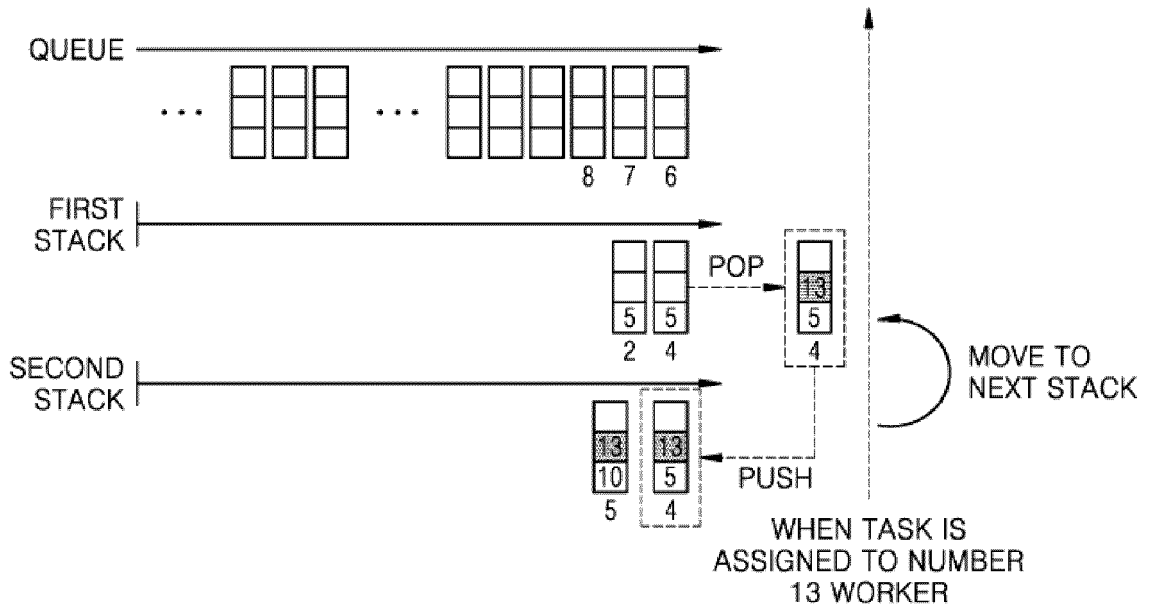 QUEUE
... ...
8 7 6
FIRST
STACK
POP
13
5 5 5
2 4 4
SECOND
STACK
MOVE TO
NEXT STACK
13 13
10 5
PUSH
5 4
WHEN TASK IS
ASSIGNED TO NUMBER
13 WORKER